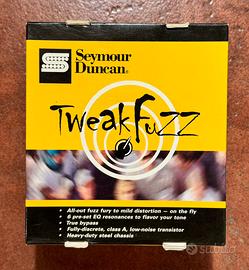 Seymour
Duncan®
TweakFuzz
• All-out fuzz fury to mild distortion — on the fly
• 6 pre-set EQ resonances to flavor your tone
• True bypass
• Fully-discrete, class A, low-noise transistor
• Heavy-duty steel chassis
subito